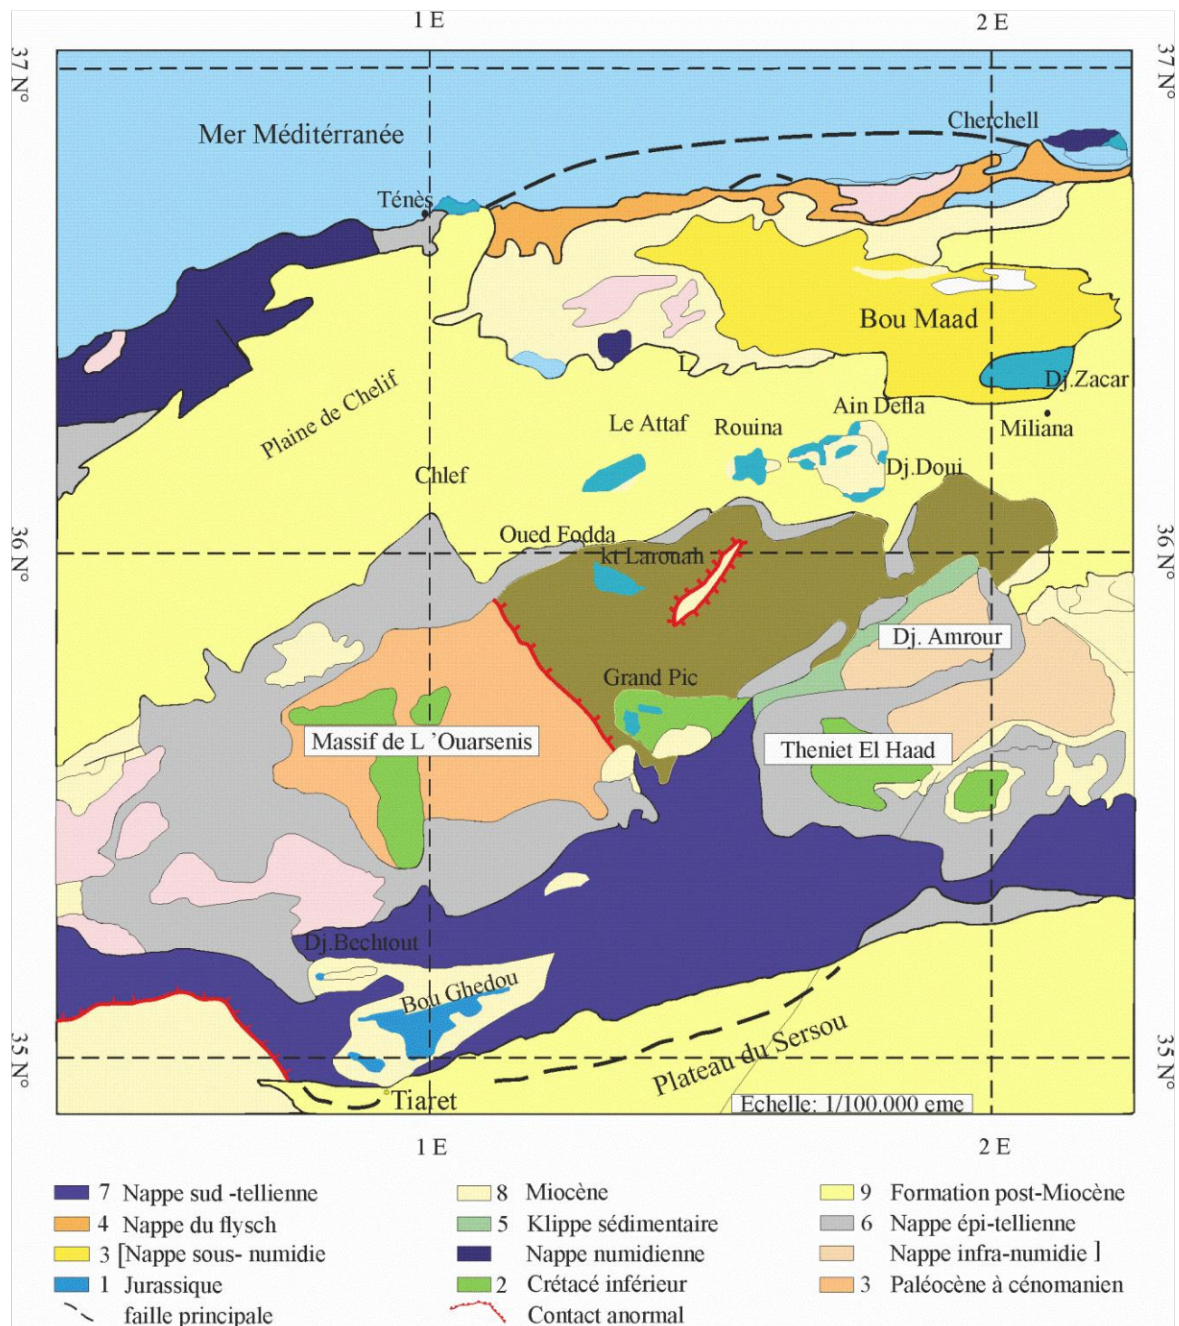 1 E 2 E
37 N°
37 N°
Cherchell
Mer Méditérranée
Ténès
Bou Maad
Dj.Zacar
Plaine de Chelif
L
Ain Defla
Le Attaf Rouina
Miliana
Chlef
Dj.Doui
36 N°
36 N°
Oued Fodda
kt Larouah
Dj. Amrour
Grand Pic
Massif de L 'Ouarsenis
Theniet El Haad
Dj.Bechtout
Bou Ghedou
35 N°
35 N°
Plateau du Sersou
Tiaret
Echelle: 1/100.000 eme
1 E 2 E
7 Nappe sud -tellienne
8 Miocène
9 Formation post-Miocène
4 Nappe du flysch
5 Klippe sédimentaire
6 Nappe épi-tellienne
3 [Nappe sous- numidie
Nappe numidienne
Nappe infra-numidie ]
1 Jurassique
2 Crétacé inférieur
3 Paléocène à cénomanien
faille principale
Contact anormal